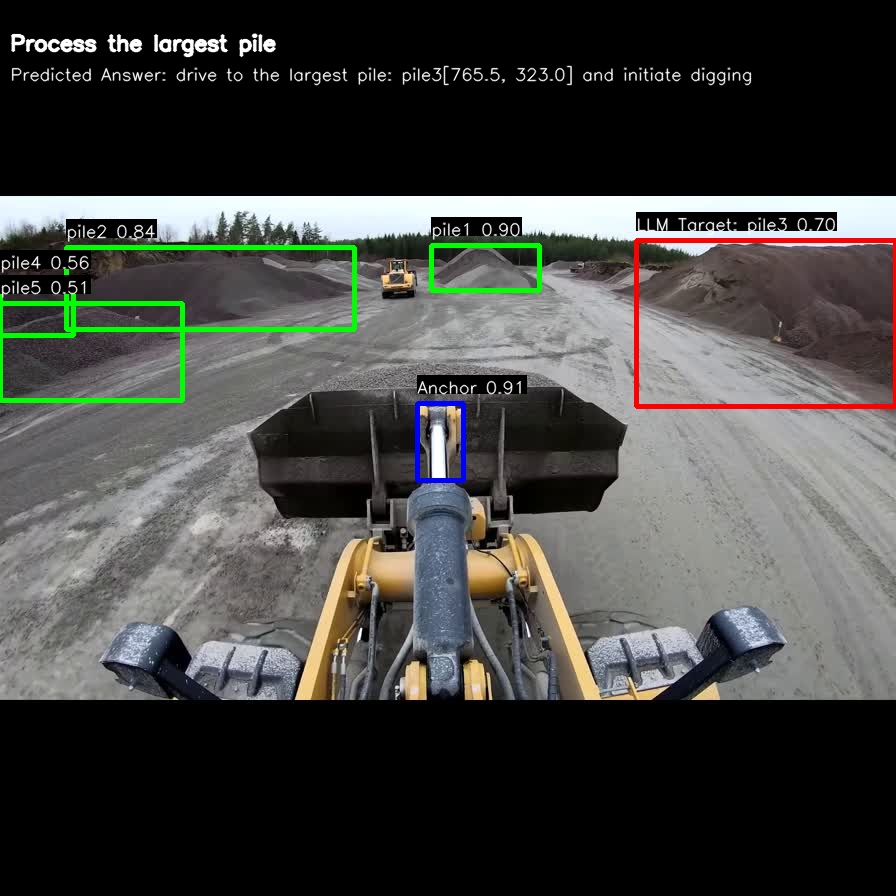 Process the largest pile
Predicted Answer: drive to the largest pile: pile3[765.5, 323.0] and initiate digging
LLM Target: pile3 0.70
pile1 0.90
pile2 0.84
pile4 0.56
pile5 0.51
Anchor 0.91